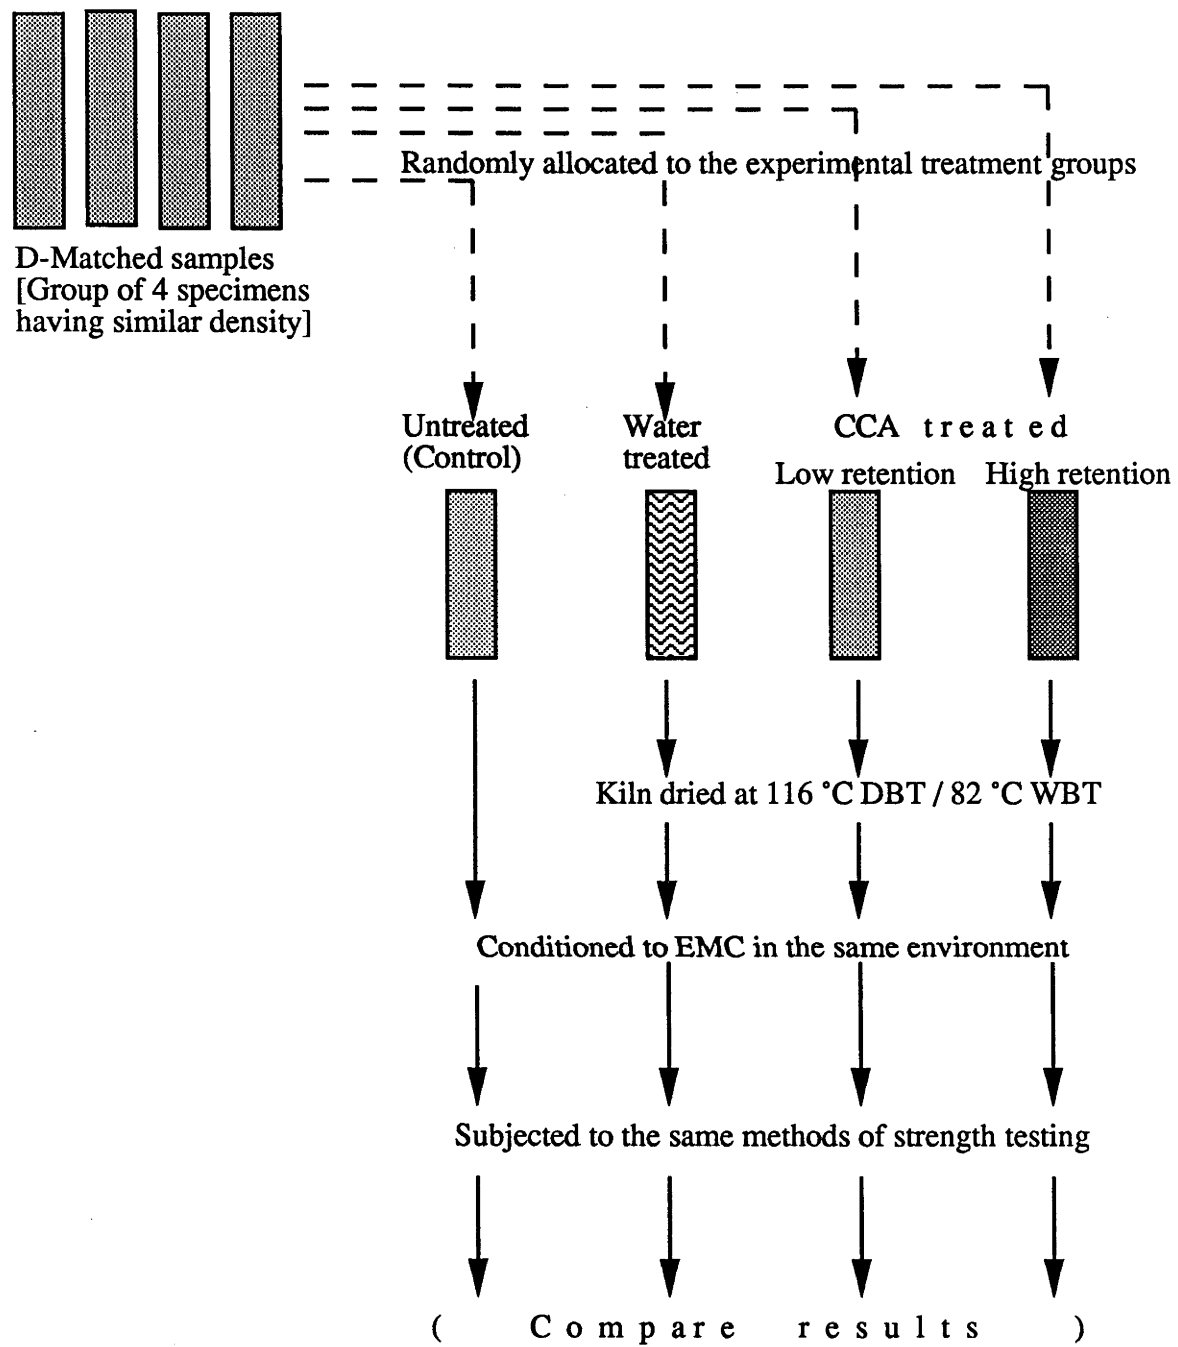 Randomly allocated to the experimental treatment groups
D-Matched samples
[Group of 4 specimens
having similar density]
Untreated
(Control)
Water
treated
CCA treated
Low retention
High retention
Kiln dried at 116 °C DBT / 82 °C WBT
Conditioned to EMC in the same environment
Subjected to the same methods of strength testing
( Compare results )